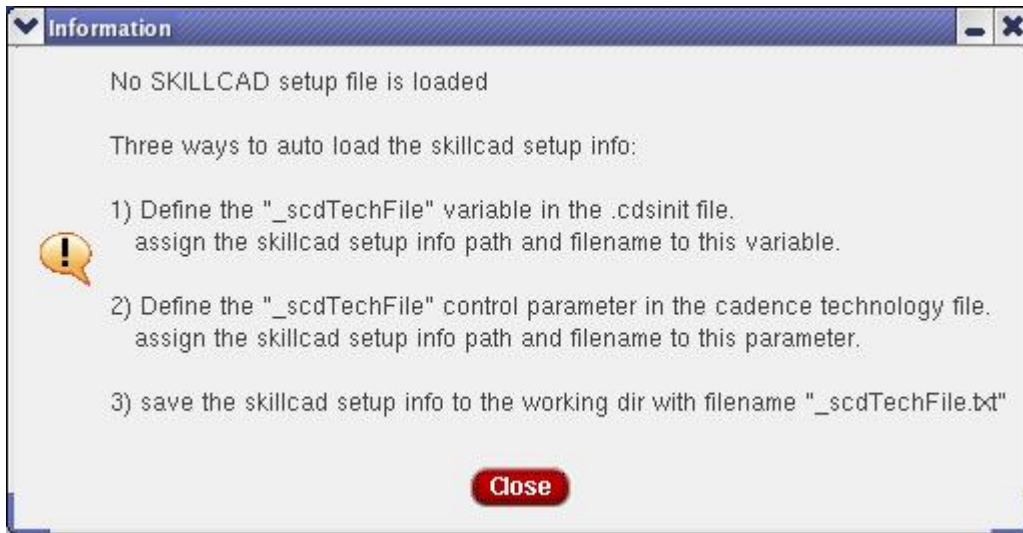 Information
No SKILLCAD setup file is loaded
Three ways to auto load the skillcad setup info:
1) Define the "_scdTechFile" variable in the .cdsinit file.
assign the skillcad setup info path and filename to this variable.
2) Define the "_scdTechFile" control parameter in the cadence technology file.
assign the skillcad setup info path and filename to this parameter.
3) save the skillcad setup info to the working dir with filename "_scdTechFile.txt"
Close